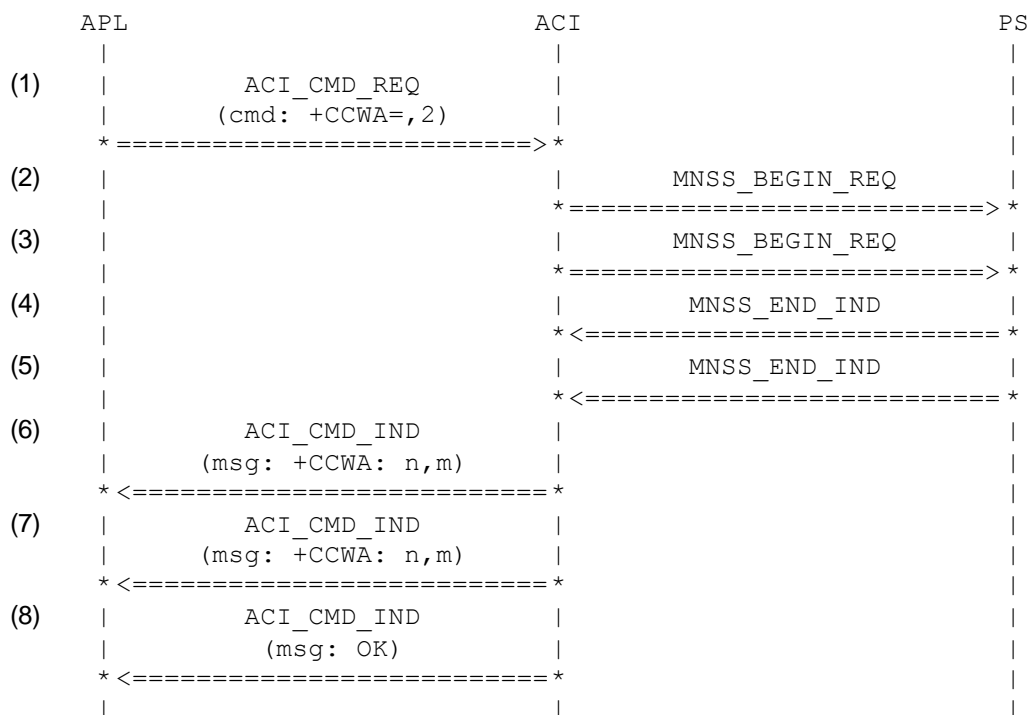 APL ACI PS
| | |
(1) | ACI_CMD_REQ | |
| (cmd: +CCWA=,2) | |
* ==========================>* |
(2) | | MNSS_BEGIN_REQ |
| *==========================> *
(3) | | MNSS_BEGIN_REQ |
| *==========================> *
(4) | | MNSS_END_IND |
| *<========================== *
(5) | | MNSS_END_IND |
| *<========================== *
(6) | ACI_CMD_IND | |
| (msg: +CCWA: n,m) | |
* <==========================* |
(7) | ACI_CMD_IND | |
| (msg: +CCWA: n,m) | |
* <==========================* |
(8) | ACI_CMD_IND | |
| (msg: OK) | |
* <==========================* |
| | |